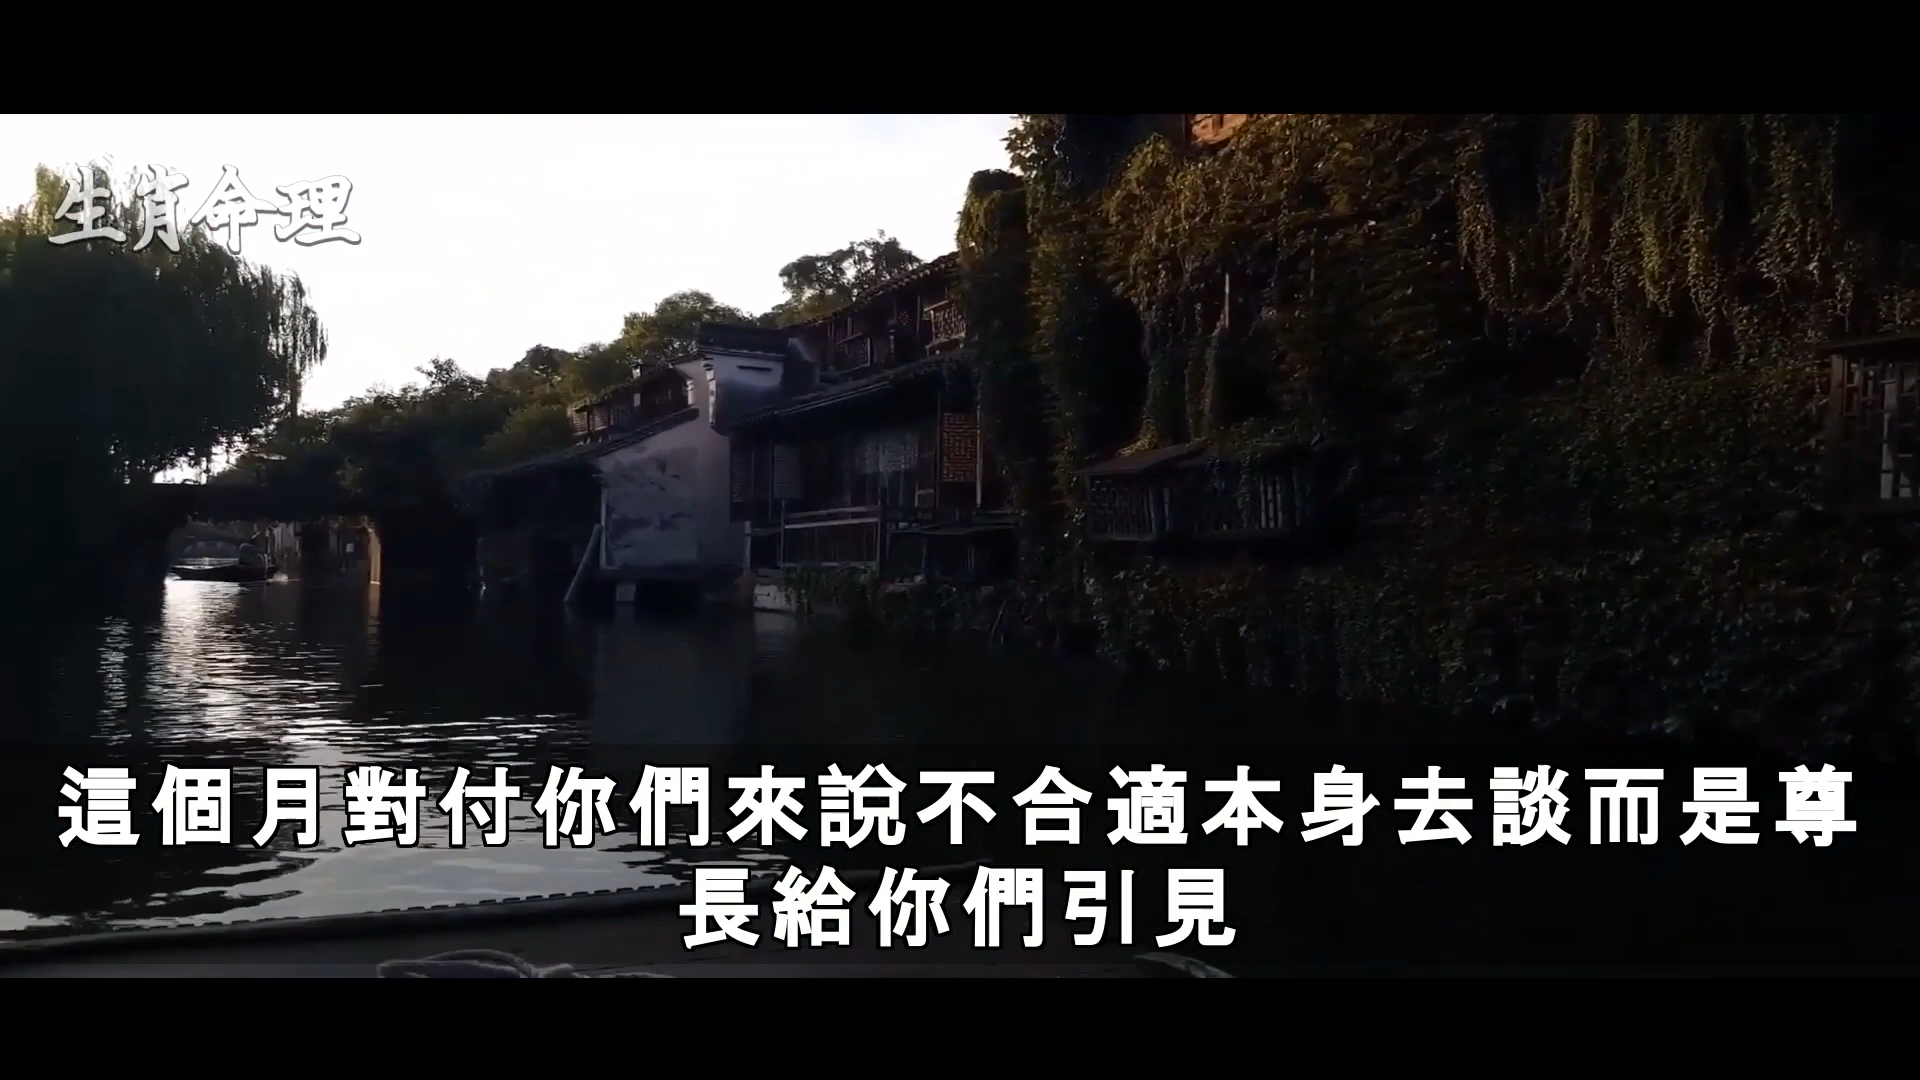 生肖命理
這個月對付你們來說不合適本身去談而是尊
長給你們引見